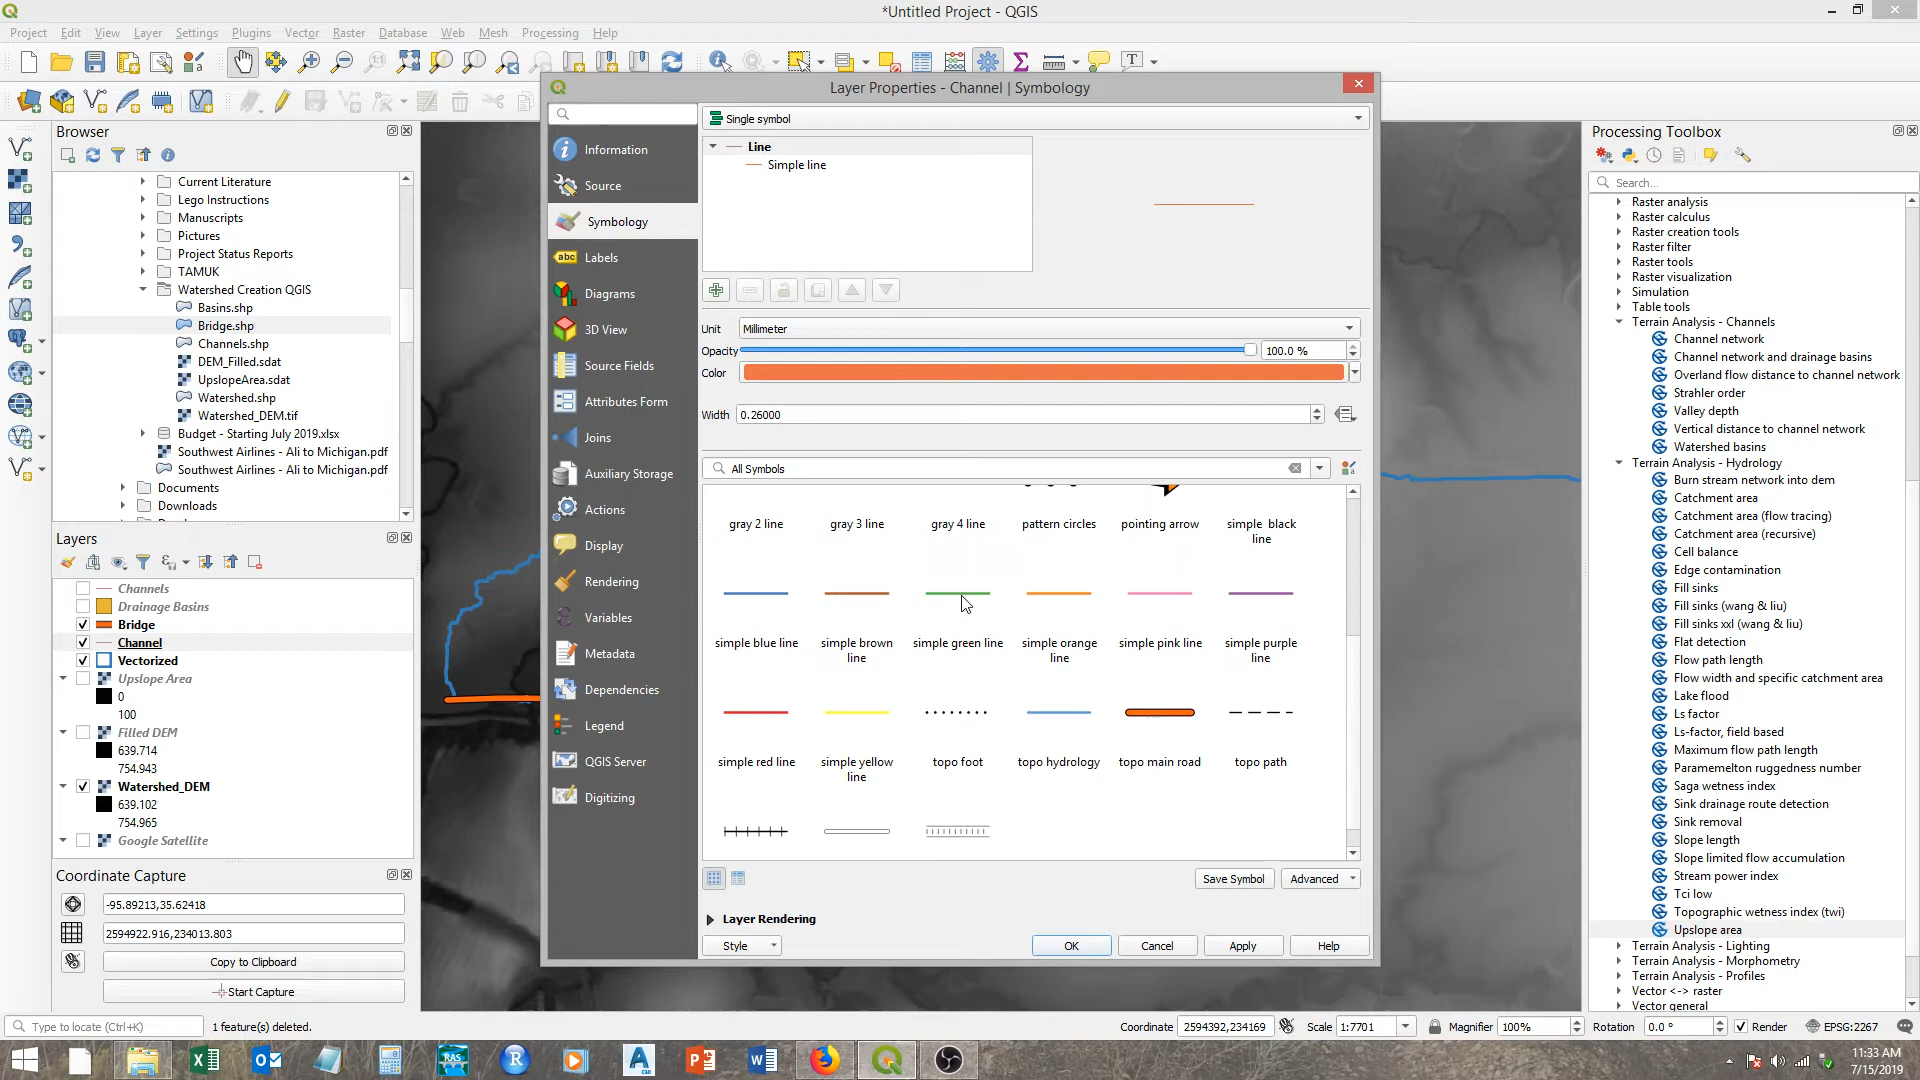 *Untitled Project - QGIS
Project Edit View Layer Settings Plugins Vector Raster Database Web Mesh Processing Help
Browser
Current Literature
Lego Instructions
Manuscripts
Pictures
Project Status Reports
TAMUK
Watershed Creation QGIS
Basins.shp
Bridge.shp
Channels.shp
DEM_Filled.sdat
UpslopeArea.sdat
Watershed.shp
Watershed_DEM.tif
Budget - Starting July 2019.xlsx
Southwest Airlines - Ali to Michigan.pdf
Southwest Airlines - Ali to Michigan.pdf
Documents
Downloads
Layers
Channels
Drainage Basins
Bridge
Channel
Vectorized
Upslope Area
0
100
Filled DEM
639.714
754.943
Watershed_DEM
639.102
754.965
Google Satellite
Coordinate Capture
-95.89213,35.62418
2594922.916,234013.803
Copy to Clipboard
Start Capture
Layer Properties - Channel | Symbology
Information
Source
Symbology
abc Labels
Diagrams
3D View
Source Fields
Attributes Form
Joins
Auxiliary Storage
Actions
Display
Rendering
Variables
Metadata
Dependencies
Legend
QGIS Server
Digitizing
Single symbol
Line
Simple line
Unit Millimeter
Opacity 100.0 %
Color
Width 0.26000
All Symbols
gray 2 line gray 3 line gray 4 line pattern circles pointing arrow simple black
line
simple blue line simple brown simple green line simple orange simple pink line simple purple
line line line
simple red line simple yellow topo foot topo hydrology topo main road topo path
line
Save Symbol Advanced
Layer Rendering
Style OK Cancel Apply Help
Processing Toolbox
Search...
Raster analysis
Raster calculus
Raster creation tools
Raster filter
Raster tools
Raster visualization
Simulation
Table tools
Terrain Analysis - Channels
Channel network
Channel network and drainage basins
Overland flow distance to channel network
Strahler order
Valley depth
Vertical distance to channel network
Watershed basins
Terrain Analysis - Hydrology
Burn stream network into dem
Catchment area
Catchment area (flow tracing)
Catchment area (recursive)
Cell balance
Edge contamination
Fill sinks
Fill sinks (wang & liu)
Fill sinks xxl (wang & liu)
Flat detection
Flow path length
Flow width and specific catchment area
Lake flood
Ls factor
Ls-factor, field based
Maximum flow path length
Paramemelton ruggedness number
Saga wetness index
Sink drainage route detection
Sink removal
Slope length
Slope limited flow accumulation
Stream power index
Tci low
Topographic wetness index (twi)
Upslope area
Terrain Analysis - Lighting
Terrain Analysis - Morphometry
Terrain Analysis - Profiles
Vector <-> raster
Vector general
Type to locate (Ctrl+K) 1 feature(s) deleted. Coordinate 2594392,234169 Scale 1:7701 Magnifier 100% Rotation 0.0 ° Render EPSG:2267
11:33 AM
7/15/2019